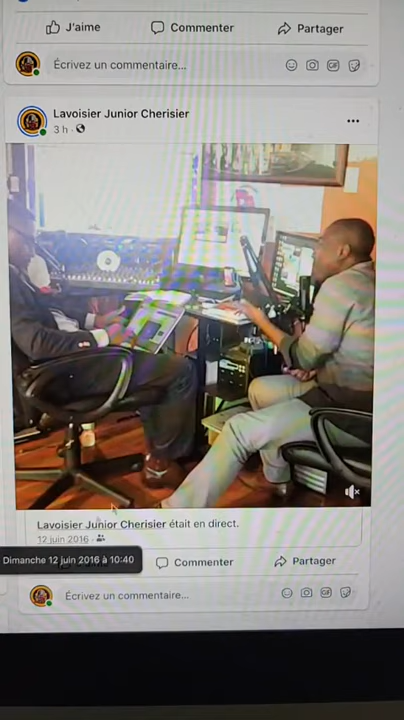 J'aime
Commenter
Partager
Écrivez un commentaire...
Lavoisier Junior Cherisier
3 h
Lavoisier Junior Cherisier était en direct.
12 juin 2016
Dimanche 12 juin 2016 à 10:40
Commenter
Partager
Écrivez un commentaire...